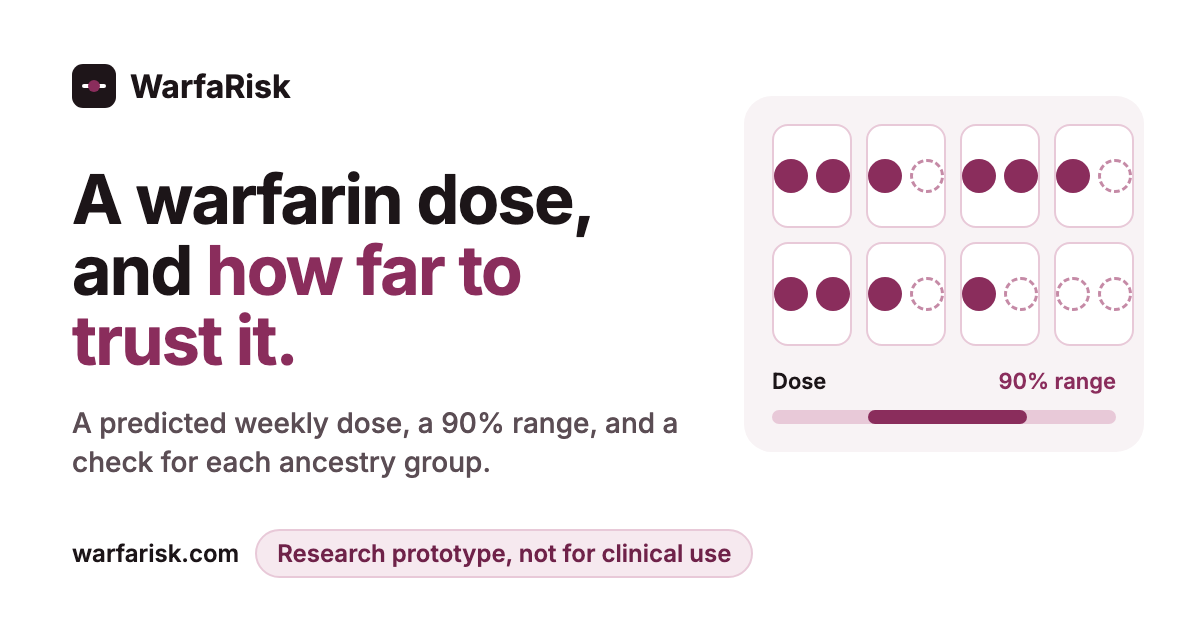 WarfaRisk
A warfarin dose,
and how far to
trust it.
A predicted weekly dose, a 90% range, and a
check for each ancestry group.
warfarisk.com
Research prototype, not for clinical use
Dose
90% range